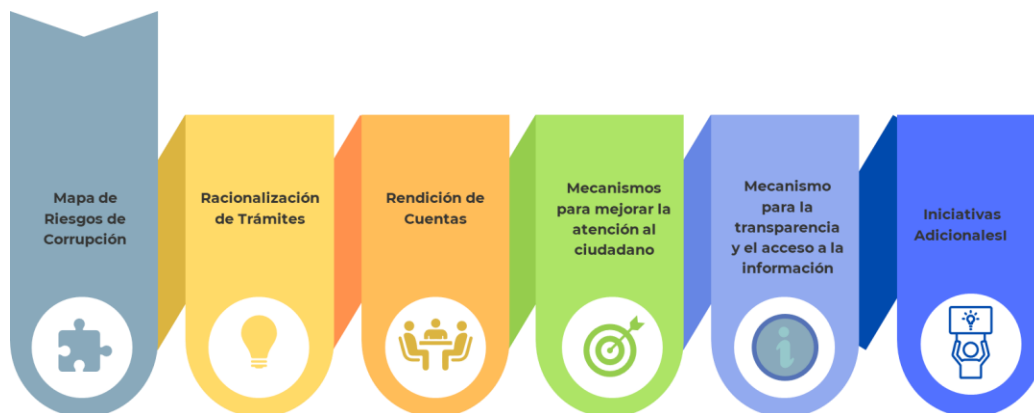 Mapa de
Riesgos de
Corrupción
Racionalización
de Trámites
Rendición de
Cuentas
Mecanismos
para mejorar la
atención al
ciudadano
Mecanismo
para la
transparencia
y el acceso a la
información
Iniciativas
AdicionalesI